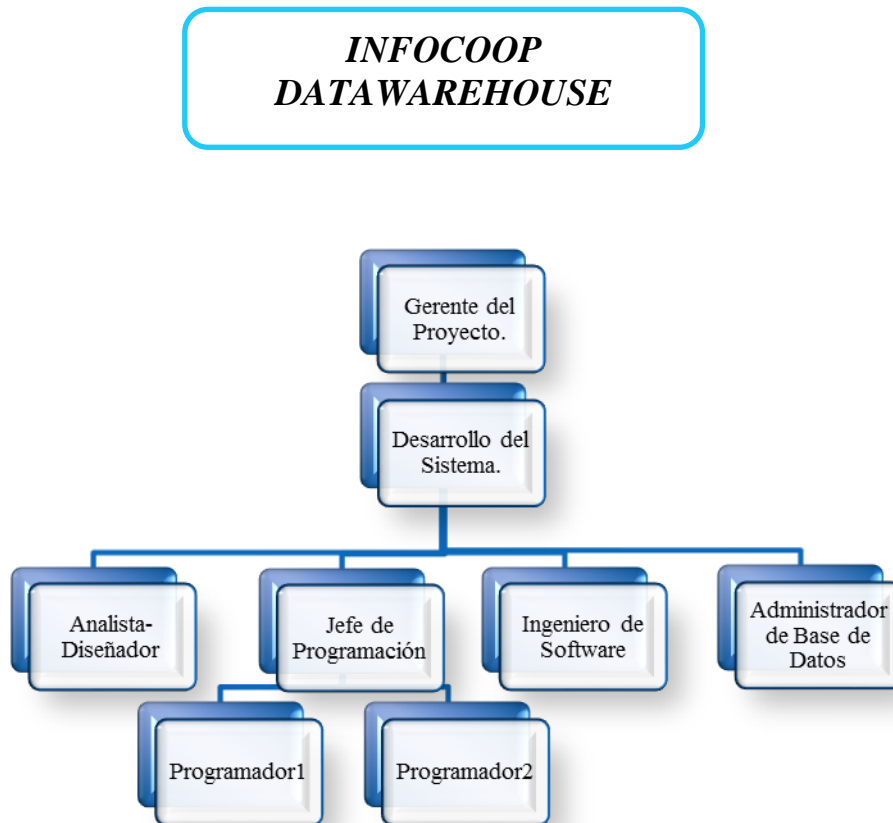 INFOCOOP
DATAWAREHOUSE
Gerente del
Proyecto.
Desarrollo del
Sistema.
Analista-
Diseñador
Jefe de
Programación
Ingeniero de
Software
Administrador
de Base de
Datos
Programador1
Programador2